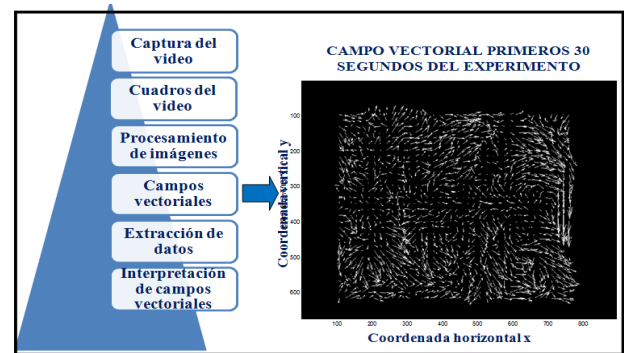 Captura del
video
Cuadros del
video
Procesamiento
de imágenes
Campos
vectoriales
Extracción de
datos
Interpretación
de campos
vectoriales
CAMPO VECTORIAL PRIMEROS 30
SEGUNDOS DEL EXPERIMENTO
Coordenada vertical y
100
200
300
400
500
600
100 200 300 400 500 600 700 800
Coordenada horizontal x